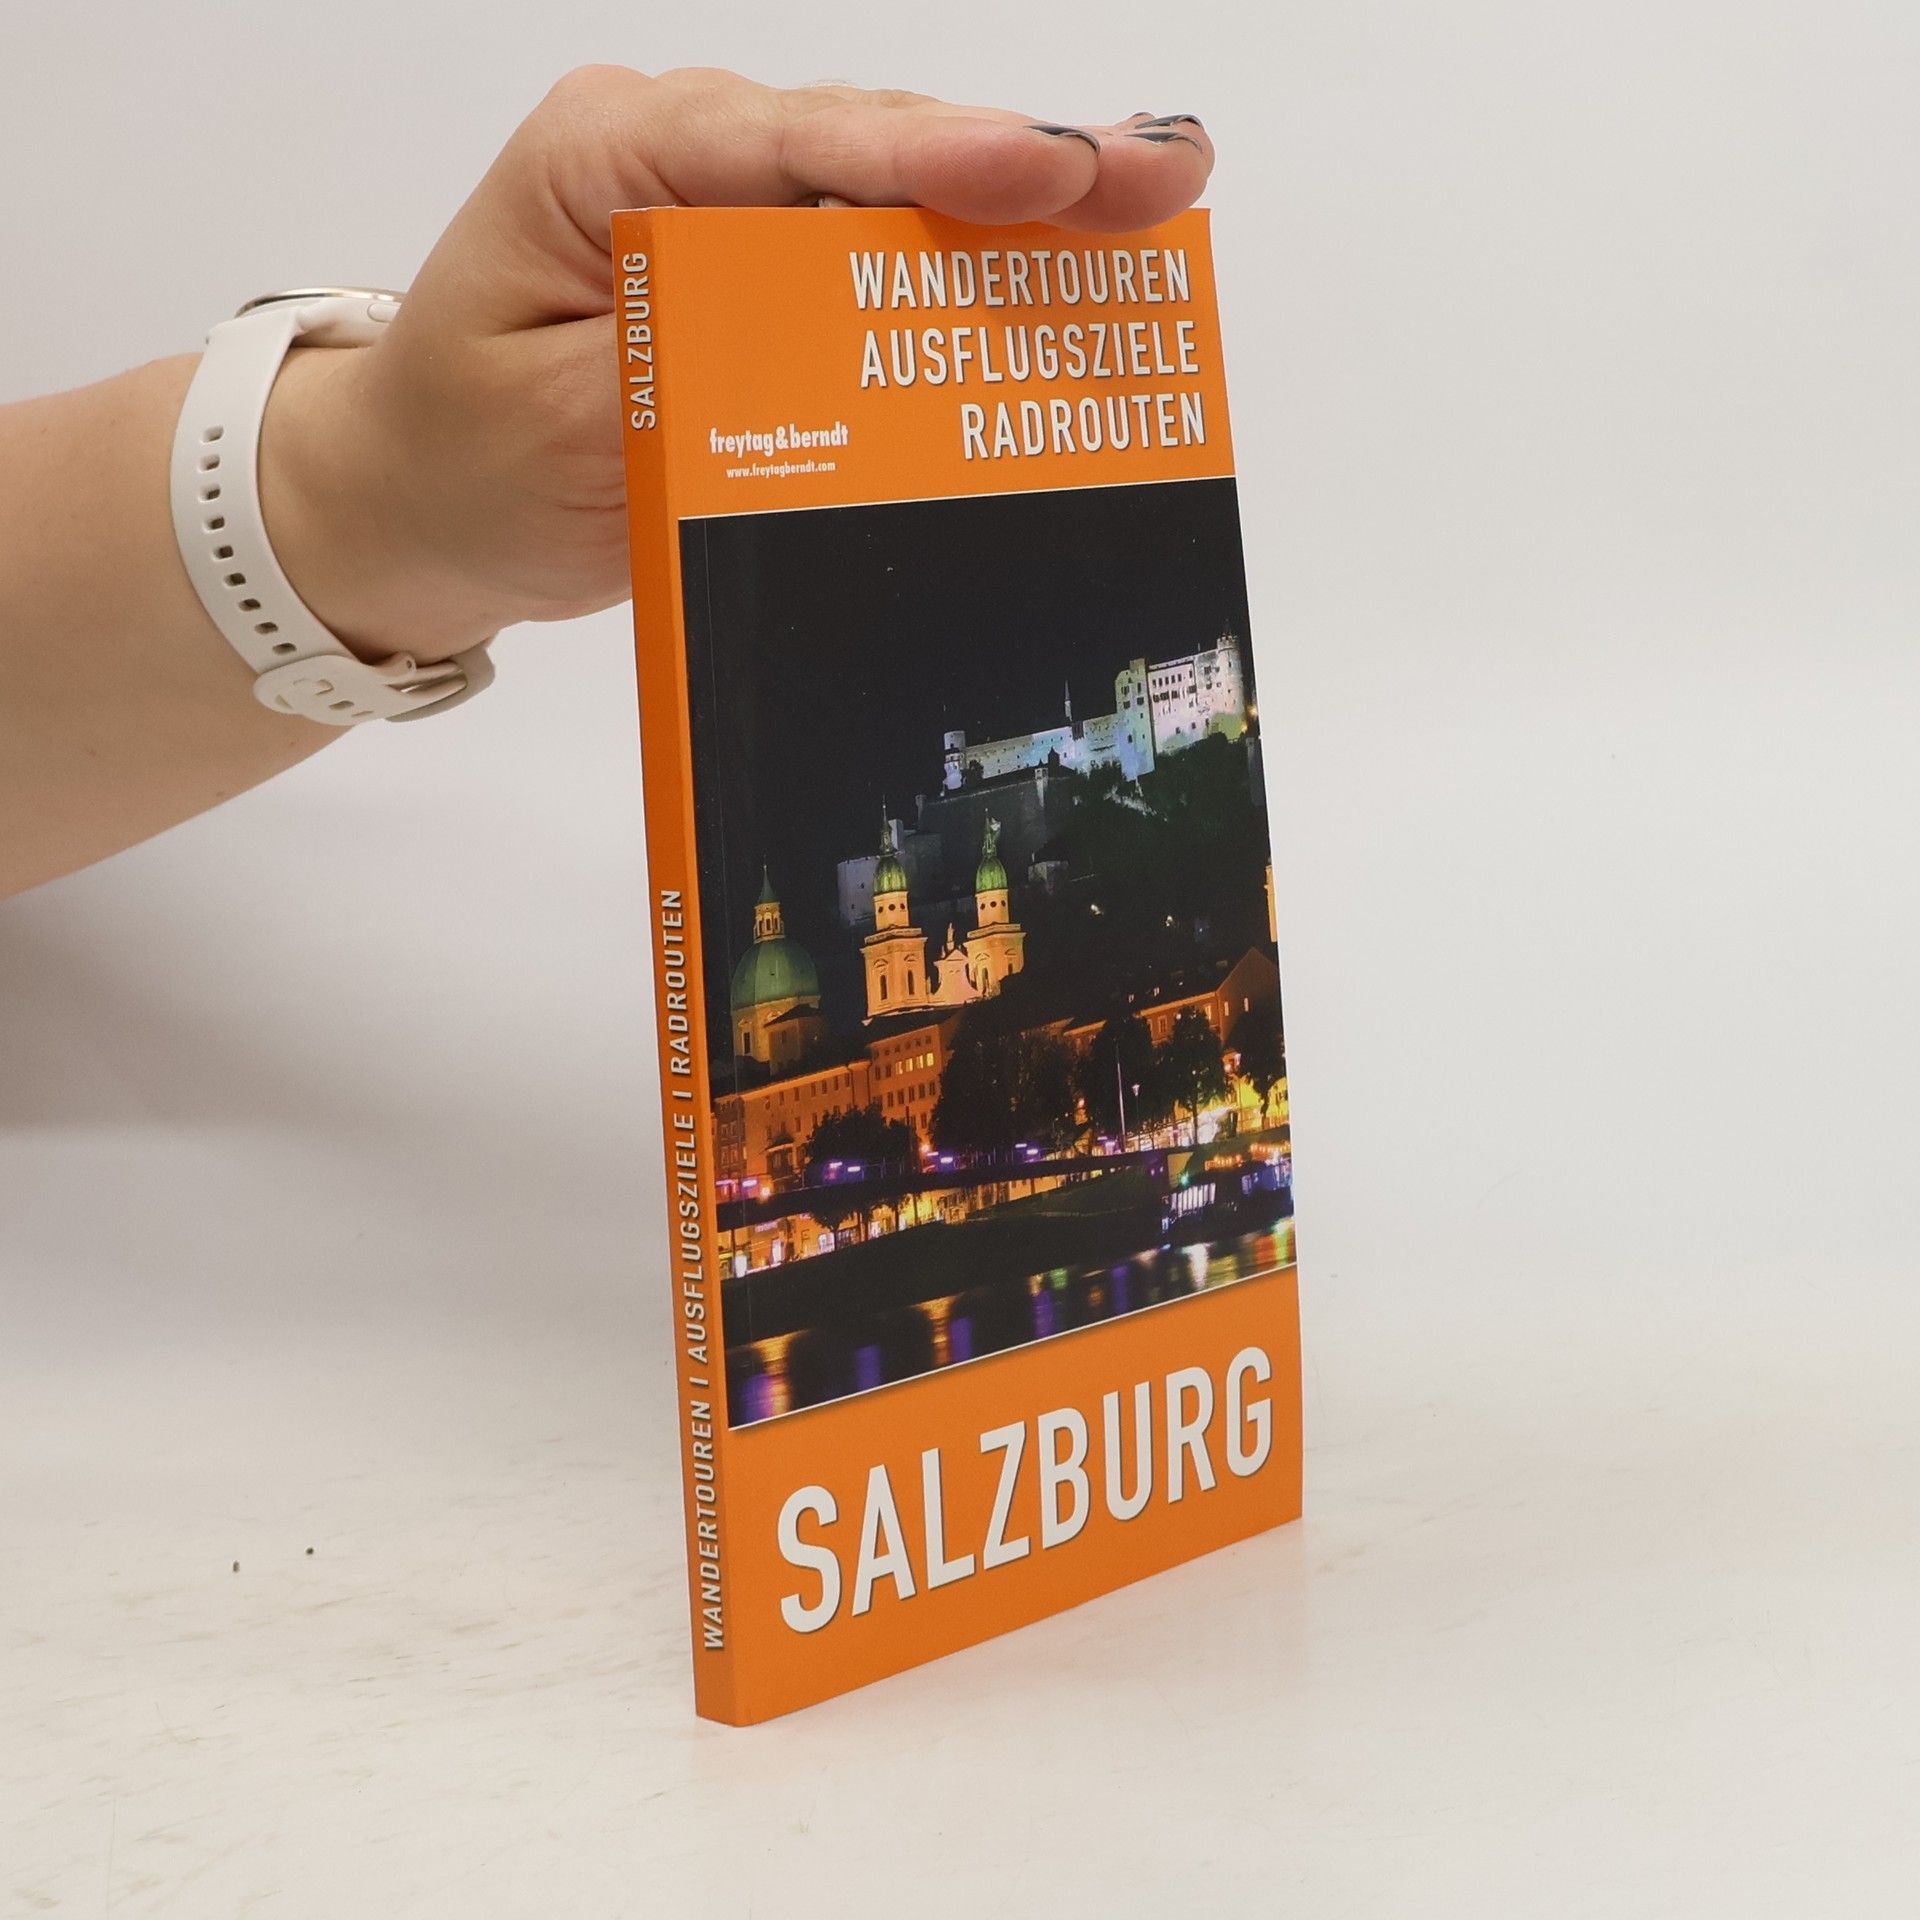 SALZBURG
WANDERTOUREN | AUSFLUGSZIELE | RADROUTEN
WANDERTOUREN
AUSFLUGSZIELE
RADROUTEN
freytag&berndt
www.freytagberndt.com
SALZBURG